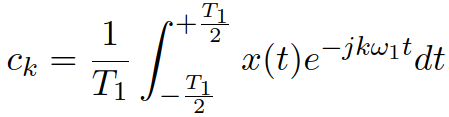 c_k = \frac{1}{T_1} \int_{-\frac{T_1}{2}}^{+\frac{T_1}{2}} x(t) e^{-jk\omega_1 t} dt